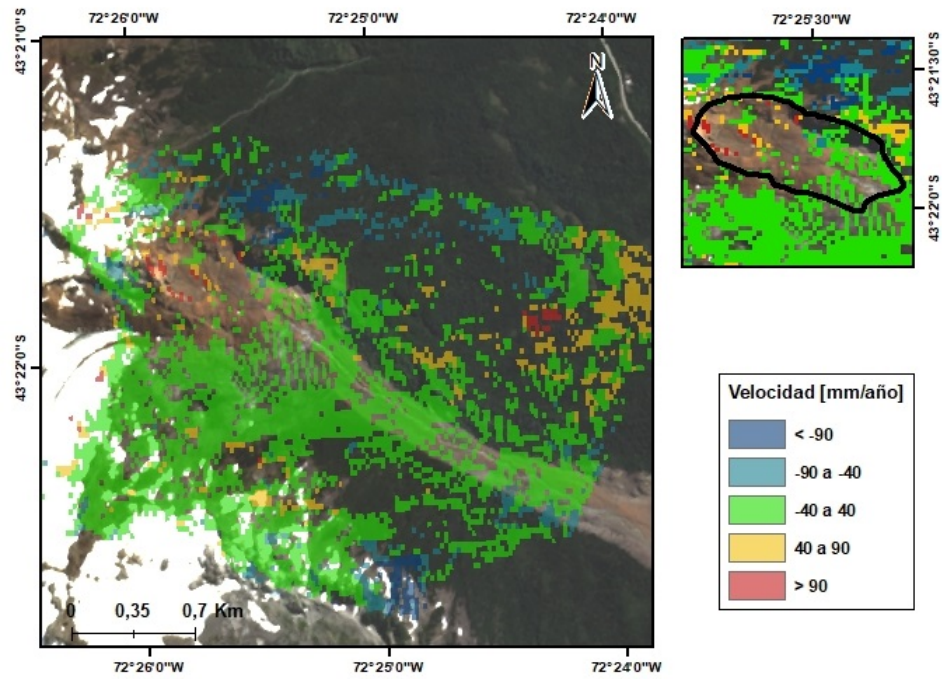 72°26'0"W 72°25'0"W 72°24'0"W
72°25'30"W
43°21'0"S
43°22'0"S
N
43°21'30"S
43°22'0"S
Velocidad [mm/año]
< -90
-90 a -40
-40 a 40
40 a 90
> 90
0 0,35 0,7 Km
72°26'0"W 72°25'0"W 72°24'0"W